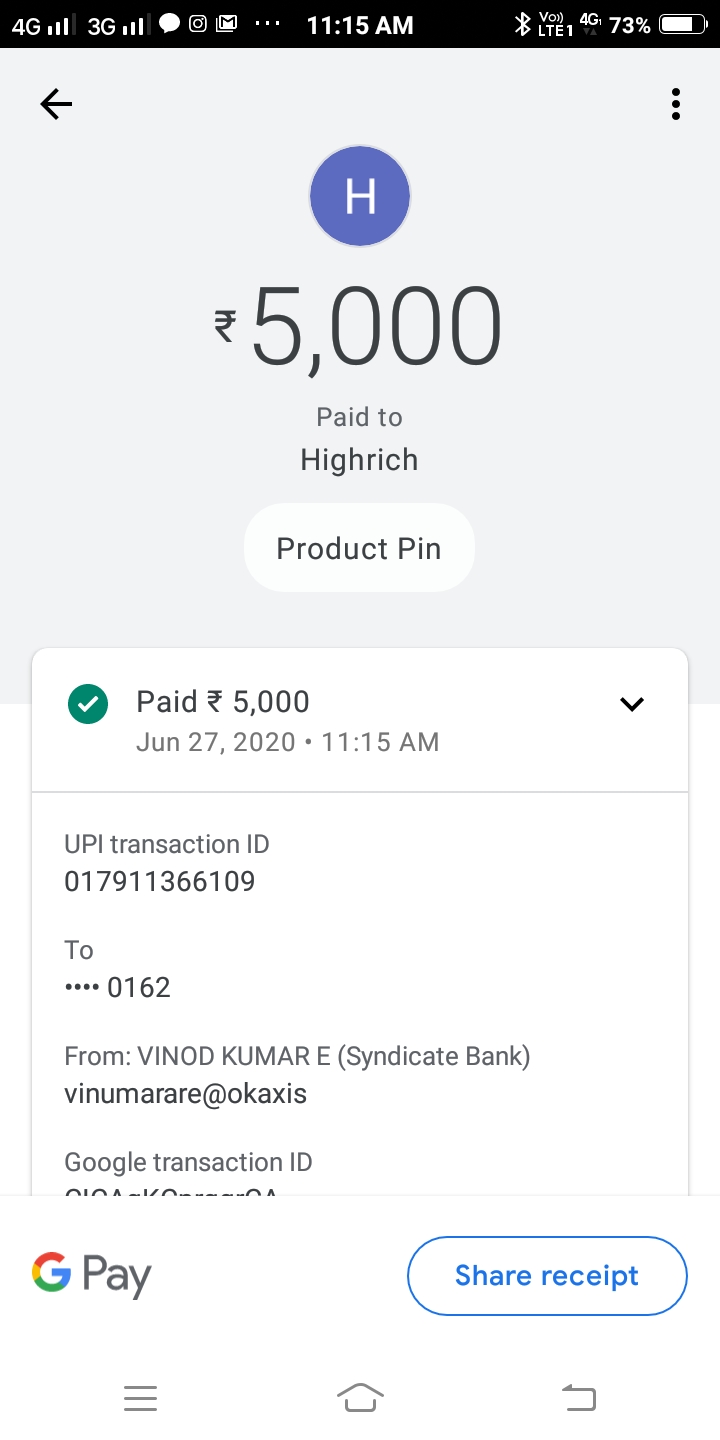 4G 3G ... 11:15 AM Vo)) LTE1 4G 73%
H
₹5,000
Paid to
Highrich
Product Pin
Paid ₹ 5,000
Jun 27, 2020 • 11:15 AM
UPI transaction ID
017911366109
To
•••• 0162
From: VINOD KUMAR E (Syndicate Bank)
vinumarare@okaxis
Google transaction ID
G Pay
Share receipt